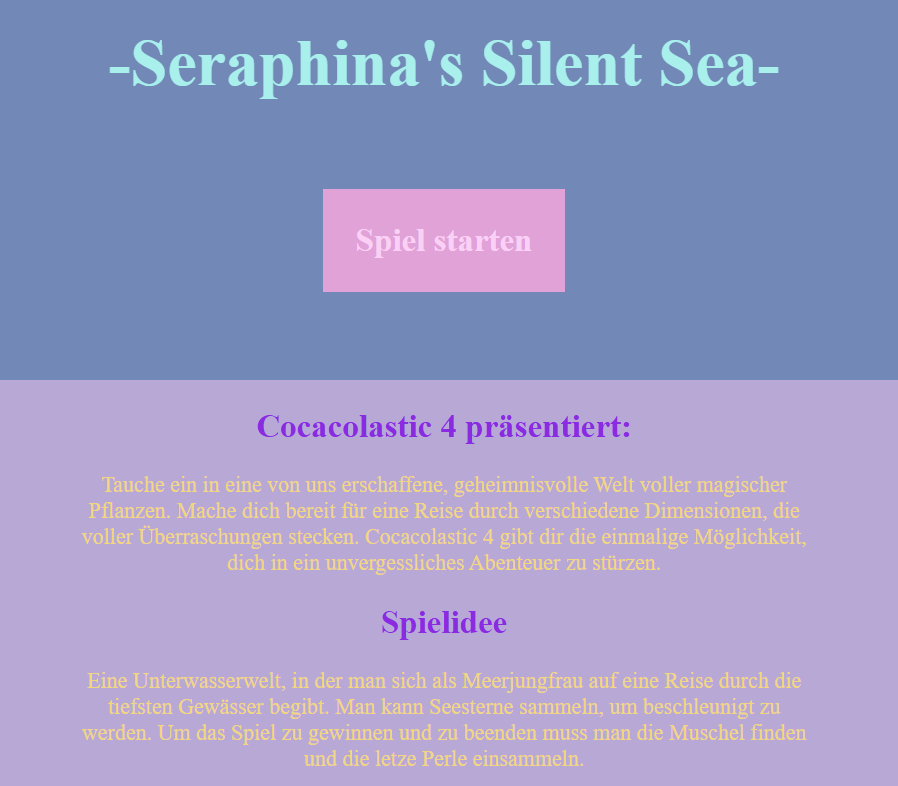 -Seraphina's Silent Sea-
Spiel starten
Cocacolastic 4 präsentiert:
Tauche ein in eine von uns erschaffene, geheimnisvolle Welt voller magischer
Pflanzen. Mache dich bereit für eine Reise durch verschiedene Dimensionen, die
voller Überraschungen stecken. Cocacolastic 4 gibt dir die einmalige Möglichkeit,
dich in ein unvergessliches Abenteuer zu stürzen.
Spielidee
Eine Unterwasserwelt, in der man sich als Meerjungfrau auf eine Reise durch die
tiefsten Gewässer begibt. Man kann Seesterne sammeln, um beschleunigt zu
werden. Um das Spiel zu gewinnen und zu beenden muss man die Muschel finden
und die letze Perle einsammeln.